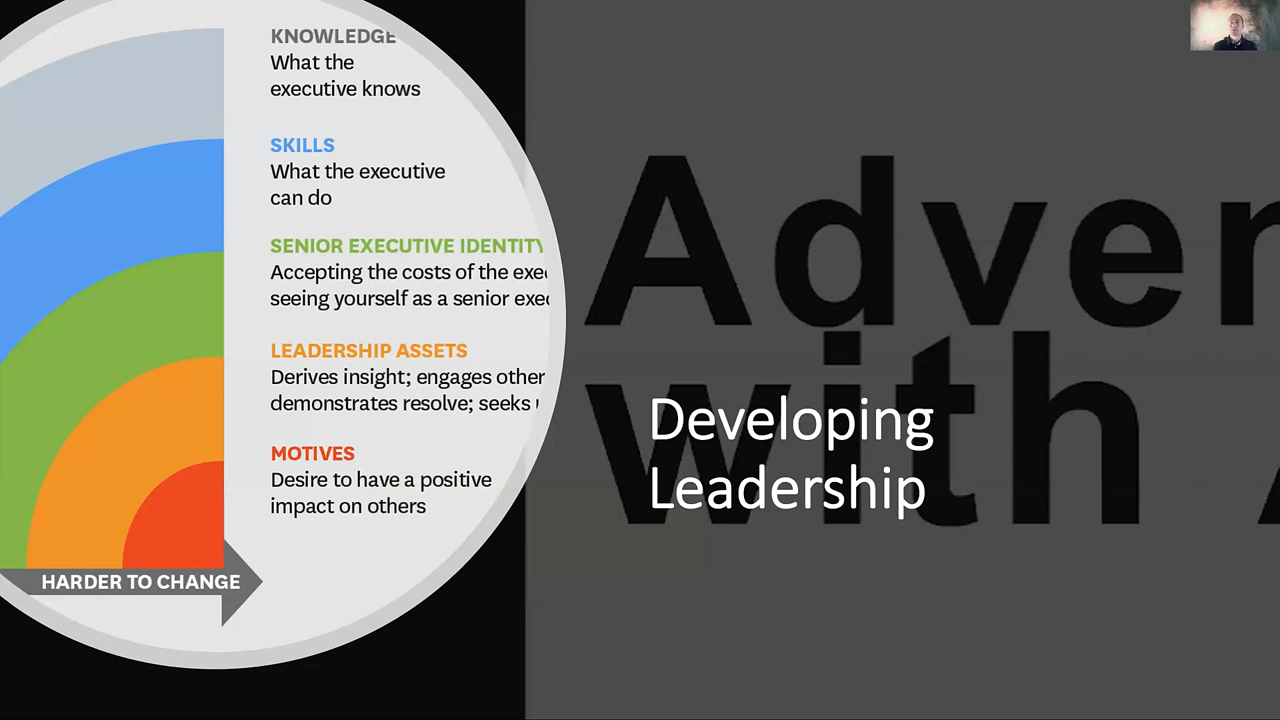 KNOWLEDGE
What the
executive knows
SKILLS
What the executive
can do
SENIOR EXECUTIVE IDENTITY
Accepting the costs of the
seeing yourself as a senior
LEADERSHIP ASSETS
Derives insight; engages
demonstrates resolve; seeks
MOTIVES
Desire to have a positive
impact on others
HARDER TO CHANGE
Adven
with A
Developing
Leadership